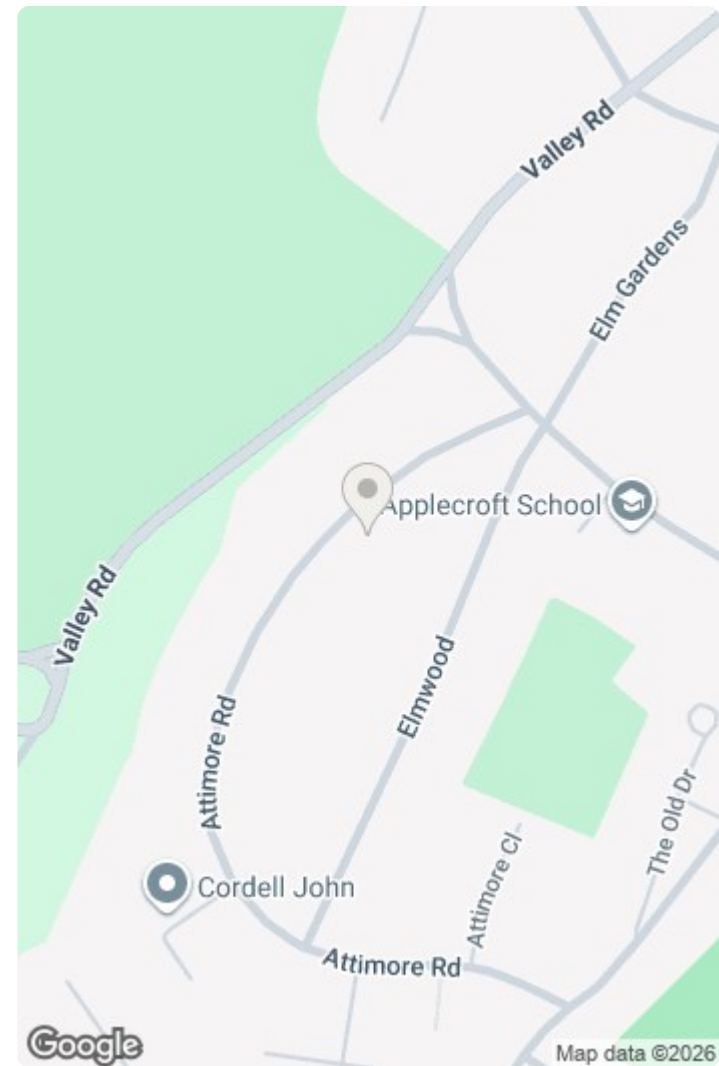 Valley Rd
Elm Gardens
Applecroft School
Valley Rd
Elmwood
Attimore Rd
The Old Dr
Attimore Cl
Cordell John
Attimore Rd
Google
Map data ©2026